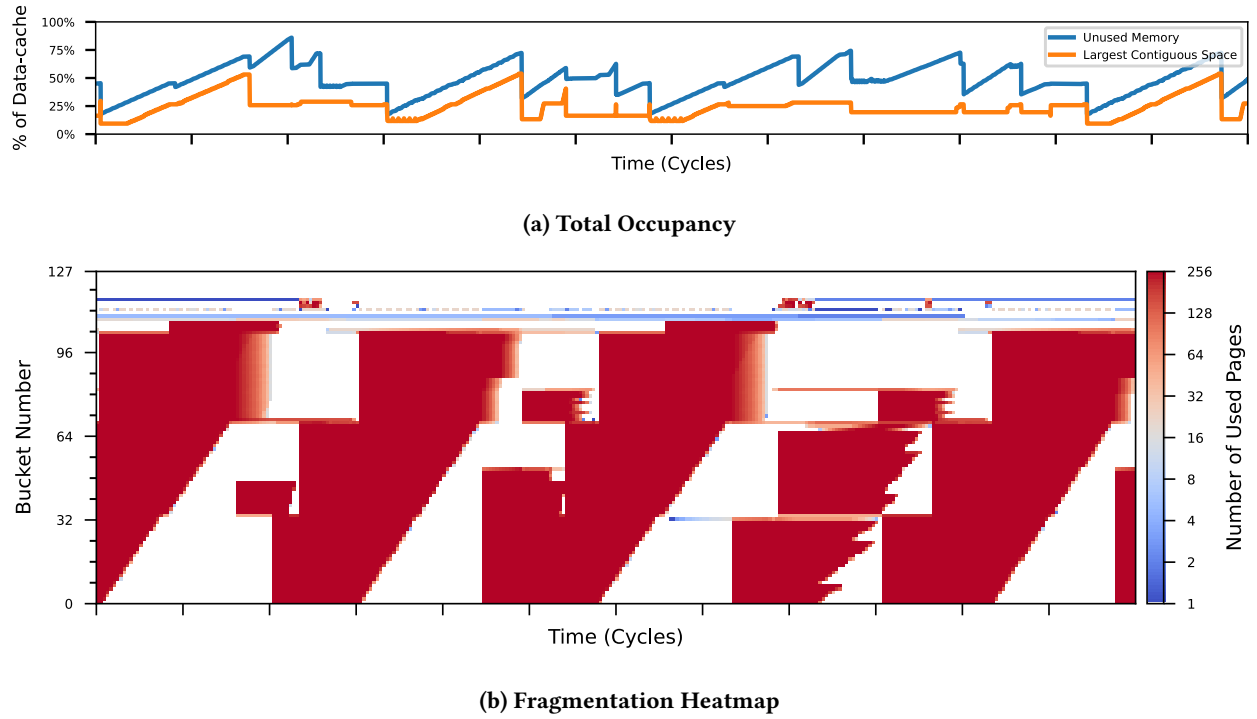 100%
75%
50%
25%
0%
% of Data-cache
Unused Memory
Largest Contiguous Space
Time (Cycles)
(a) Total Occupancy
127
96
64
32
0
Bucket Number
Time (Cycles)
256
128
64
32
16
8
4
2
1
Number of Used Pages
(b) Fragmentation Heatmap